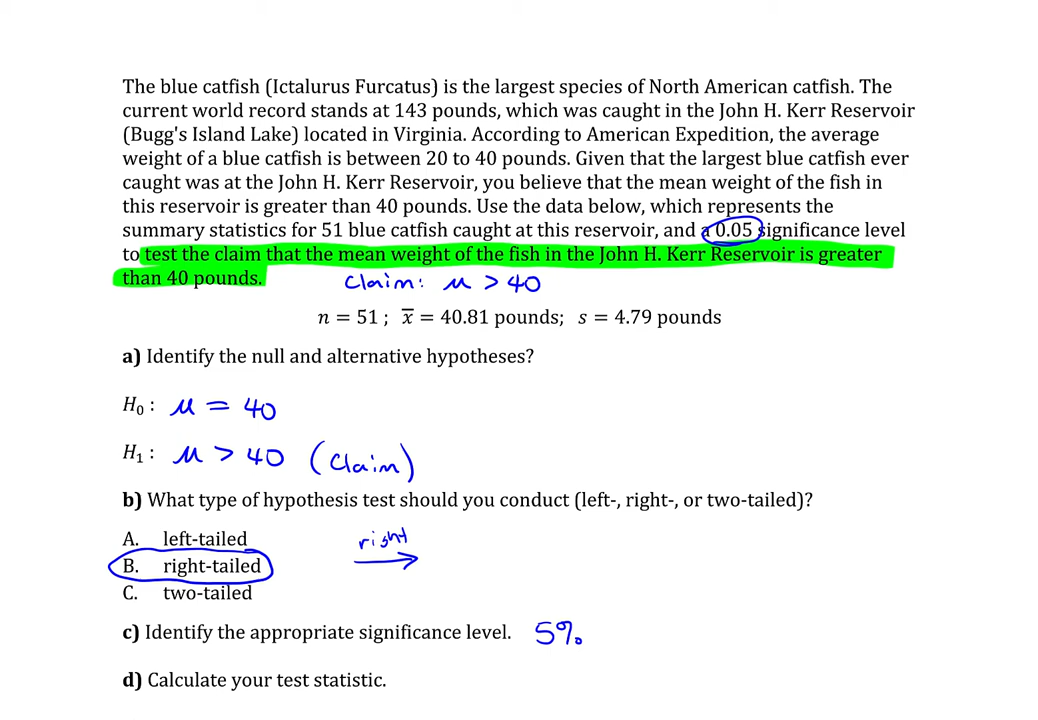 The blue catfish (Ictalurus Furcatus) is the largest species of North American catfish. The
current world record stands at 143 pounds, which was caught in the John H. Kerr Reservoir
(Bugg's Island Lake) located in Virginia. According to American Expedition, the average
weight of a blue catfish is between 20 to 40 pounds. Given that the largest blue catfish ever
caught was at the John H. Kerr Reservoir, you believe that the mean weight of the fish in
this reservoir is greater than 40 pounds. Use the data below, which represents the
summary statistics for 51 blue catfish caught at this reservoir, and a 0.05 significance level
to test the claim that the mean weight of the fish in the John H. Kerr Reservoir is greater
than 40 pounds. Claim: μ > 40
n = 51 ; x̅ = 40.81 pounds; s = 4.79 pounds
a) Identify the null and alternative hypotheses?
H₀ : μ = 40
H₁ : μ > 40 (Claim)
b) What type of hypothesis test should you conduct (left-, right-, or two-tailed)?
A. left-tailed
right
B. right-tailed
C. two-tailed
c) Identify the appropriate significance level. 5%
d) Calculate your test statistic.